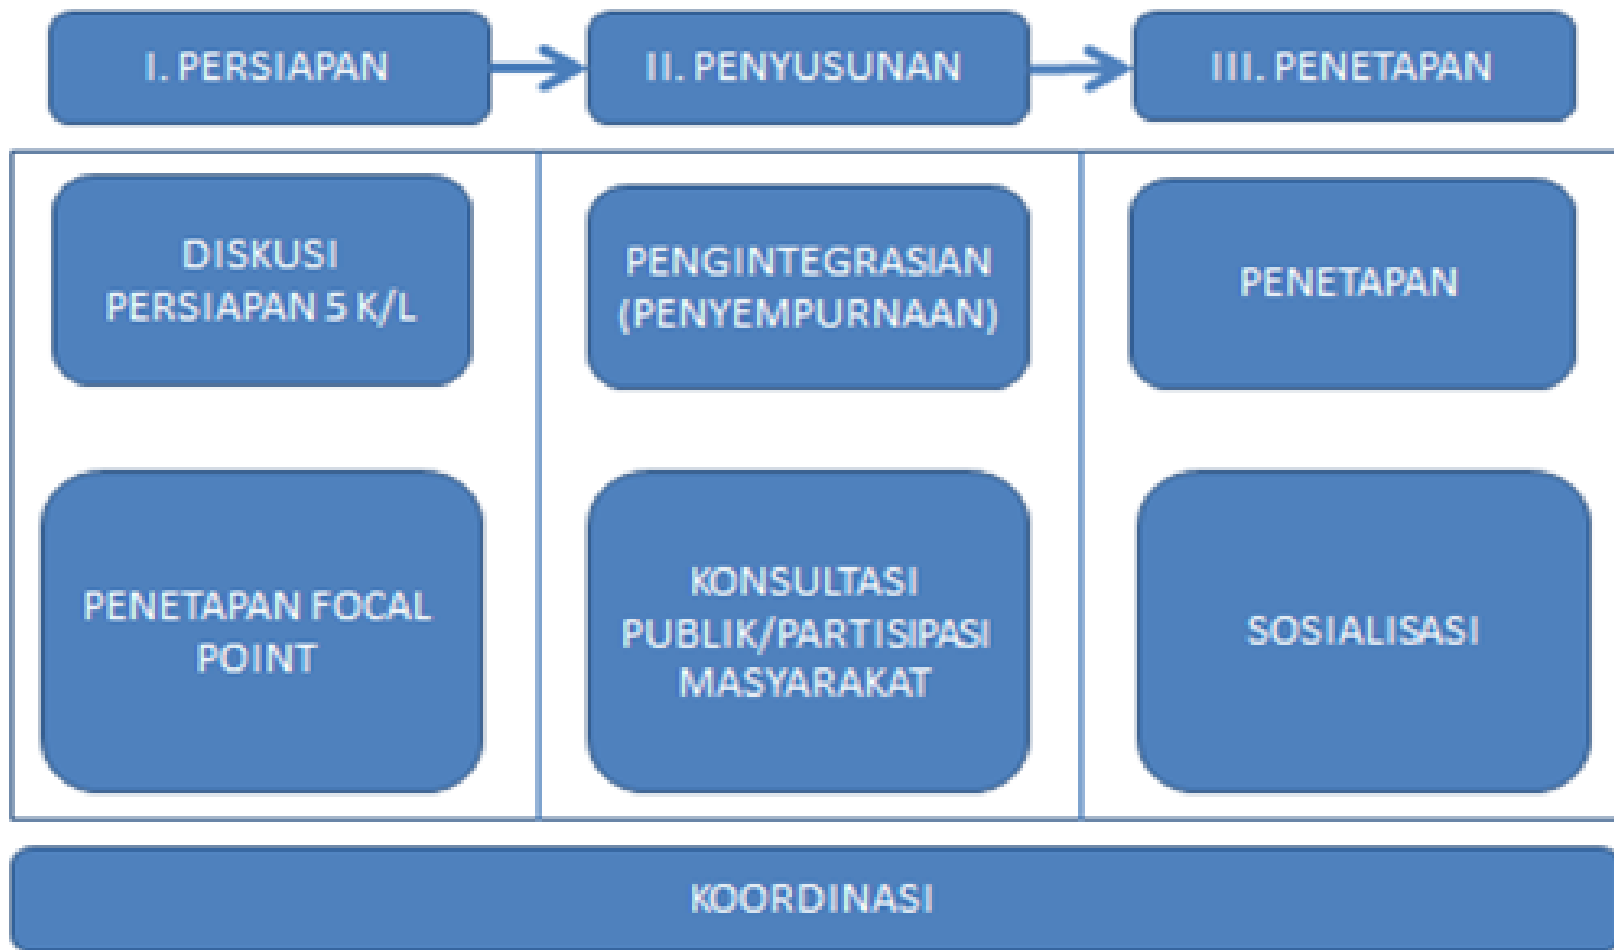 I. PERSIAPAN
II. PENYUSUNAN
III. PENETAPAN
DISKUSI
PERSIAPAN 5 K/L
PENGINTEGRASIAN
(PENYEMPURNAAN)
PENETAPAN
PENETAPAN FOCAL
POINT
KONSULTASI
PUBLIK/PARTISIPASI
MASYARAKAT
SOSIALISASI
KOORDINASI